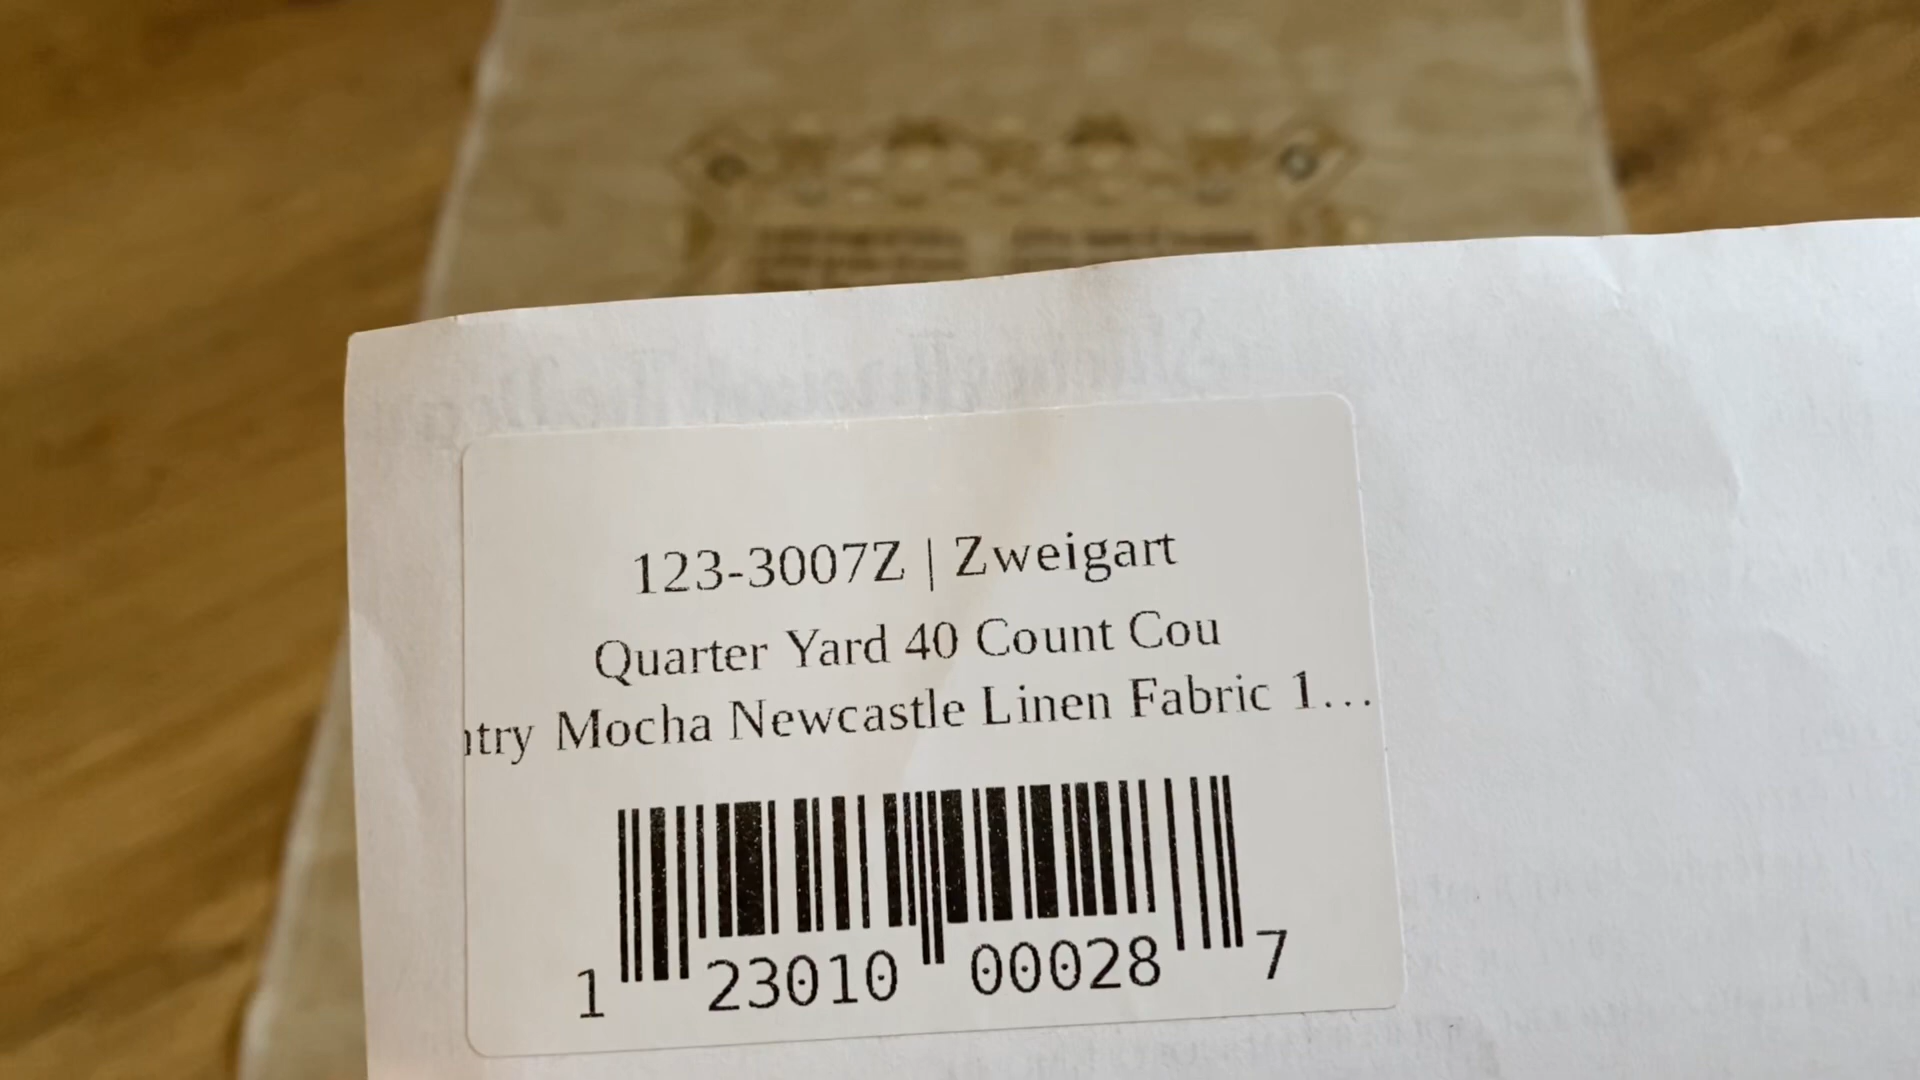 123-3007Z | Zweigart
Quarter Yard 40 Count Cou
ntry Mocha Newcastle Linen Fabric 1...
1 23010 00028 7